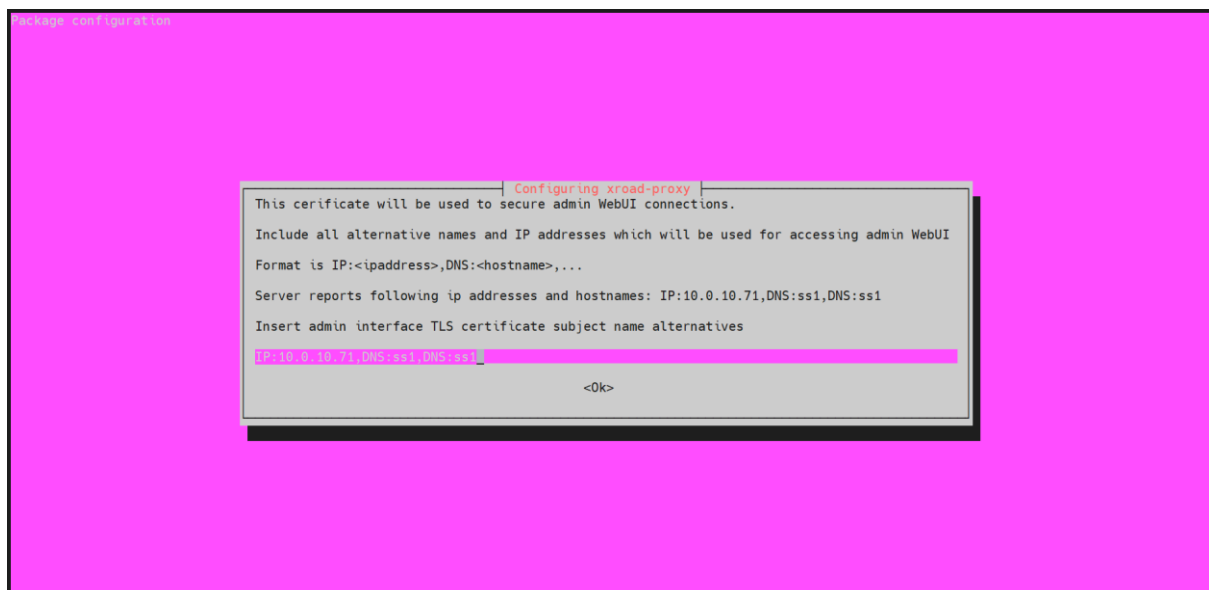 Package configuration
Configuring xroad-proxy
This cerificate will be used to secure admin WebUI connections.
Include all alternative names and IP addresses which will be used for accessing admin WebUI
Format is IP:<ipaddress>,DNS:<hostname>,...
Server reports following ip addresses and hostnames: IP:10.0.10.71,DNS:ss1,DNS:ss1
Insert admin interface TLS certificate subject name alternatives
IP:10.0.10.71,DNS:ss1,DNS:ss1
<Ok>